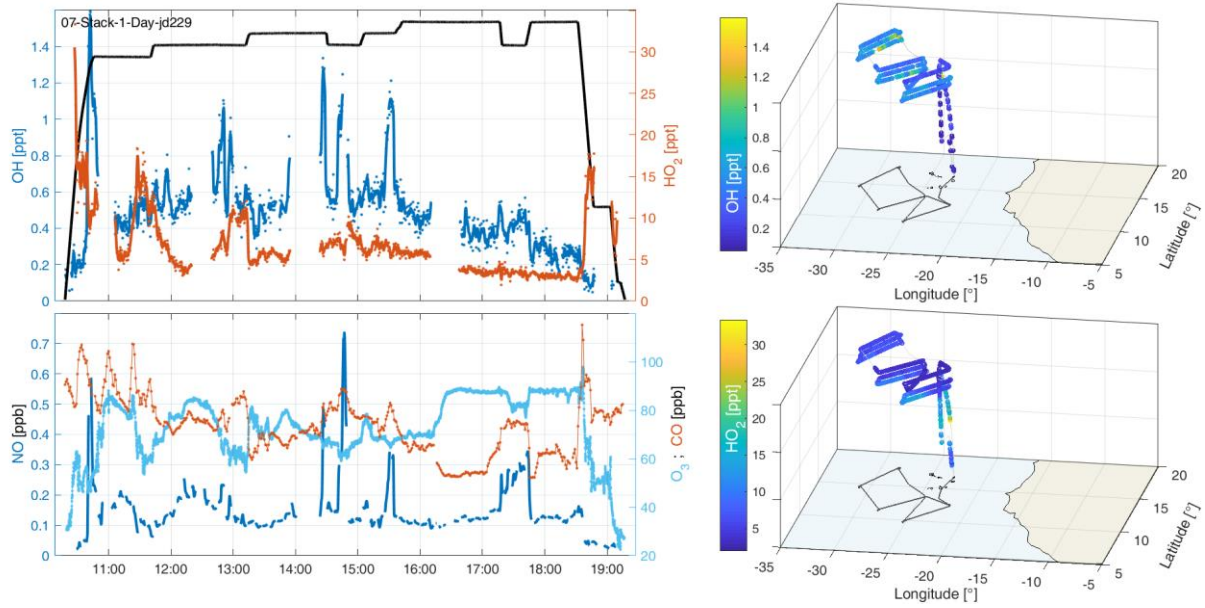 07-Stack-1-Day-jd229
OH [ppt]
1.4
1.2
1
0.8
0.6
0.4
0.2
0
HO2 [ppt]
35
30
25
20
15
10
5
0
NO [ppb]
0.7
0.6
0.5
0.4
0.3
0.2
0.1
0
O3 ; CO [ppb]
100
80
60
40
20
11:00 12:00 13:00 14:00 15:00 16:00 17:00 18:00 19:00
OH [ppt]
1.4
1.2
1
0.8
0.6
0.4
0.2
4
3
2
1
0
-35 -30 -25 -20 -15 -10 -5
Longitude [°]
5 10 15 20
Latitude [°]
HO2 [ppt]
30
25
20
15
10
5
-35 -30 -25 -20 -15 -10 -5
Longitude [°]
5 10 15 20
Latitude [°]